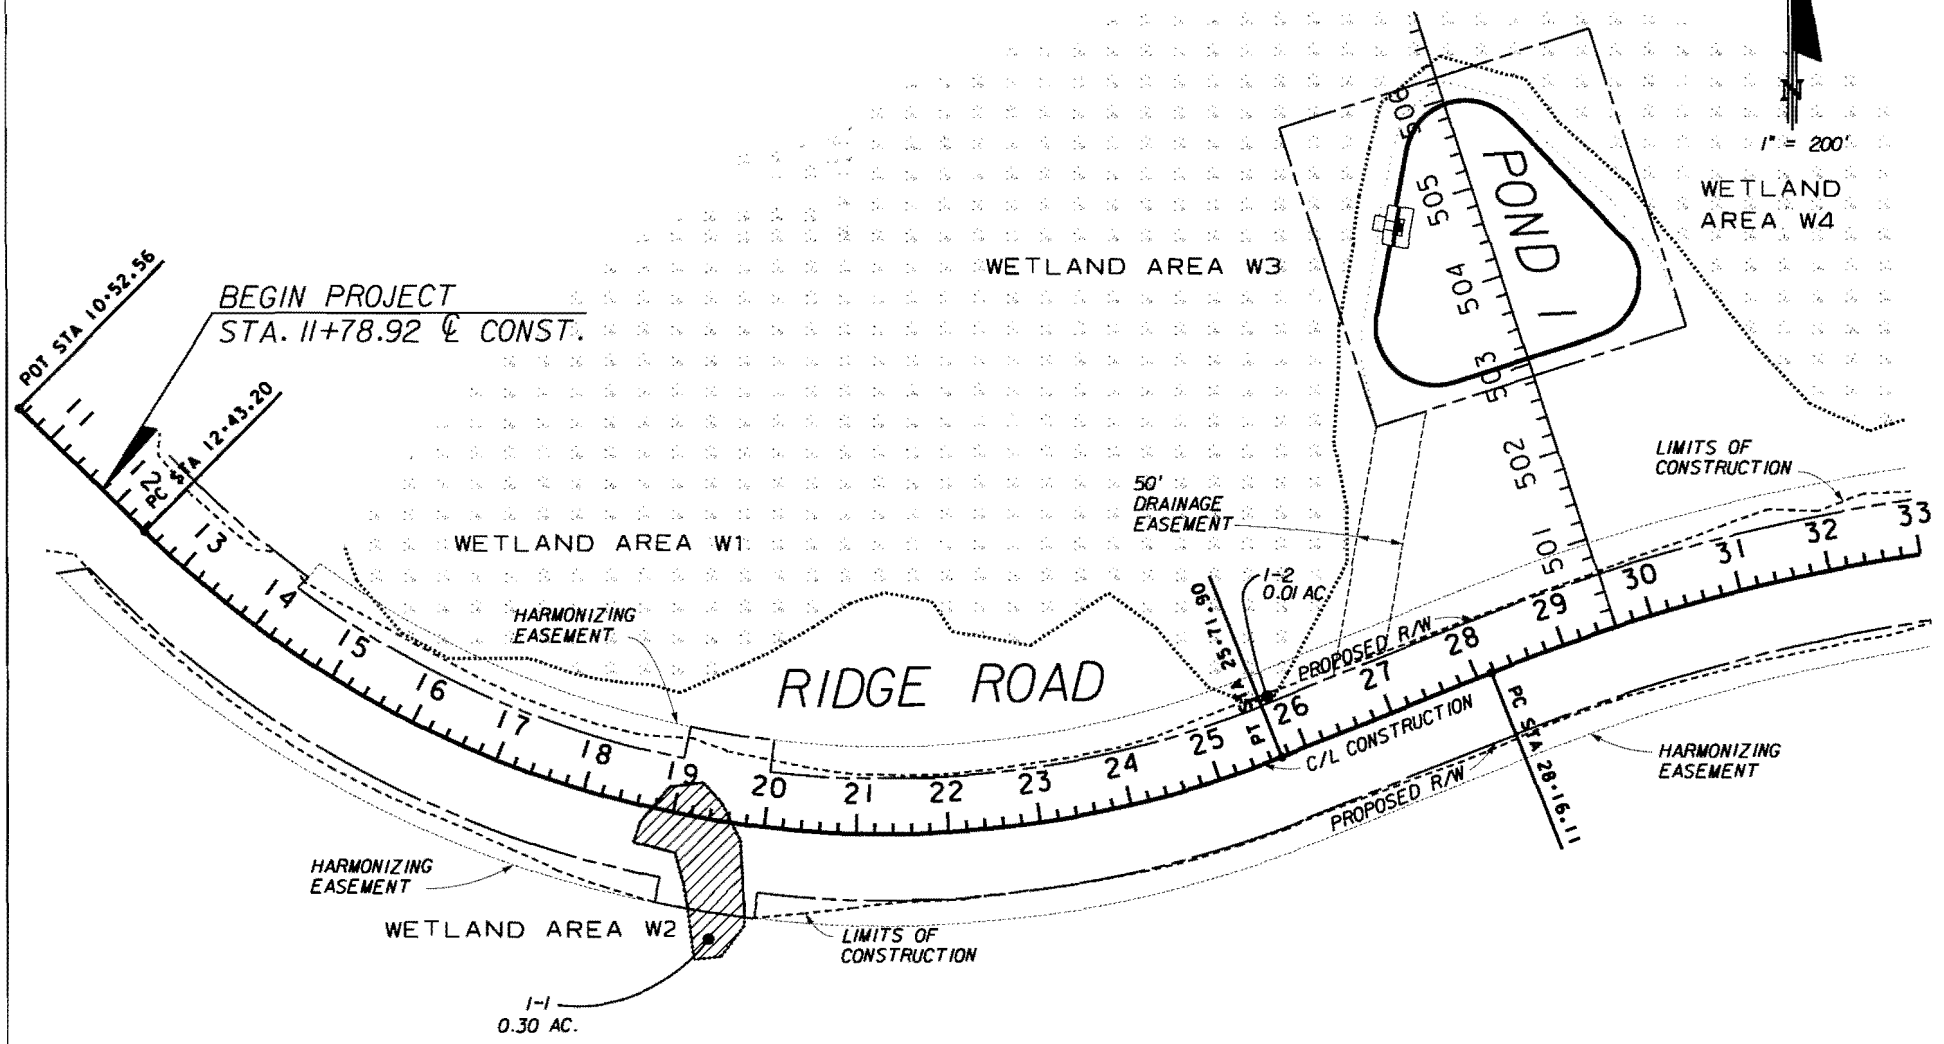 N
1" = 200'
WETLAND
AREA W4
POND 1
506
505
504
503
502
501
WETLAND AREA W3
POT STA 10+52.56
BEGIN PROJECT
STA. 11+78.92 ℄ CONST.
PC STA 12+43.20
LIMITS OF
CONSTRUCTION
50'
DRAINAGE
EASEMENT
WETLAND AREA W1
1-2
0.01 AC.
HARMONIZING
EASEMENT
RIDGE ROAD
PT STA 25+71.90
PROPOSED R/W
11
12
13
14
15
16
17
18
19
20
21
22
23
24
25
26
27
28
29
30
31
32
33
C/L CONSTRUCTION
PROPOSED R/W
PC STA 28+16.11
HARMONIZING
EASEMENT
HARMONIZING
EASEMENT
WETLAND AREA W2
LIMITS OF
CONSTRUCTION
1-1
0.30 AC.